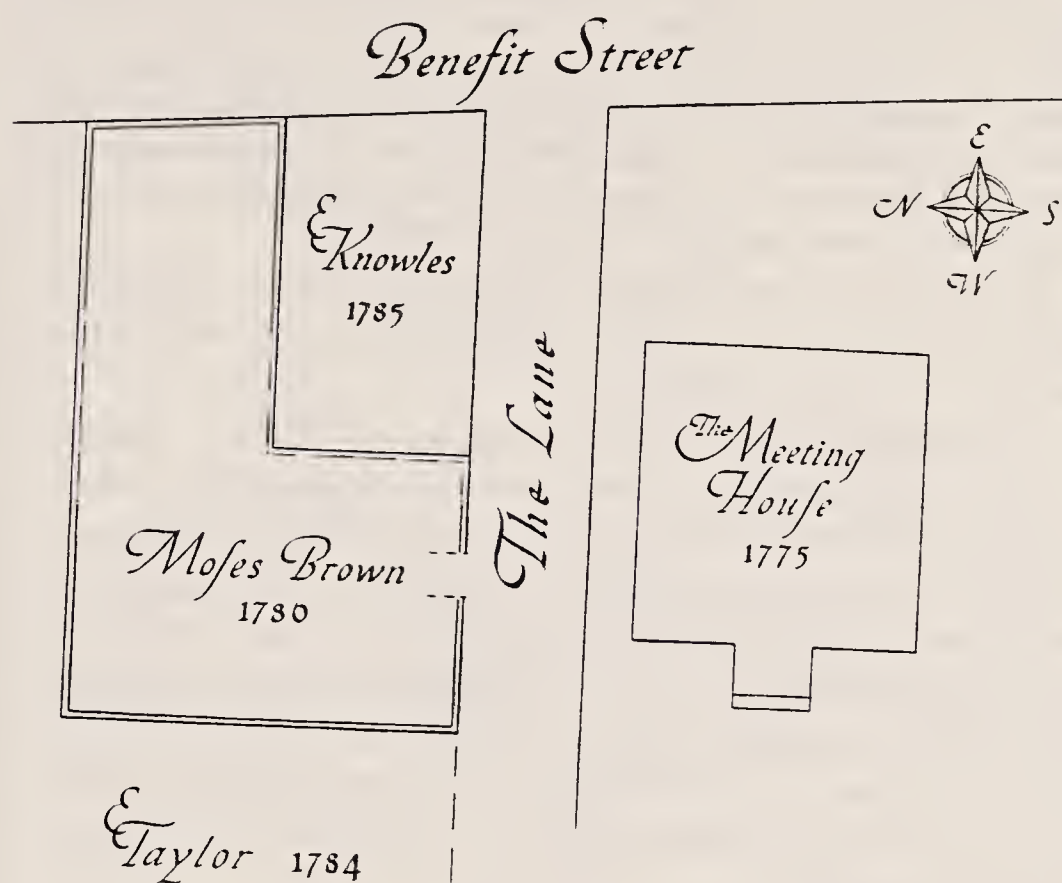 Benefit Street
E
N
S
W
E
Knowles
1785
The Lane
The Meeting
Houſe
1775
Moſes Brown
1780
E
Taylor 1784